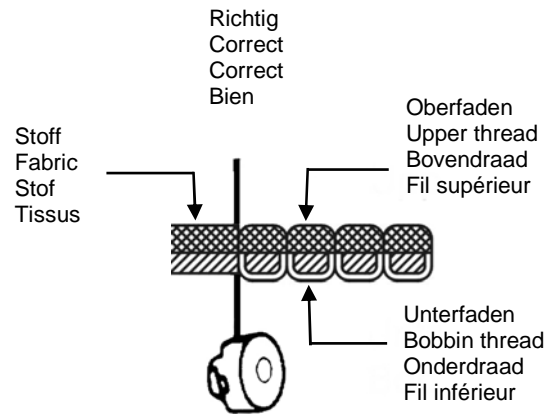 Richtig
Correct
Correct
Bien
Stoff
Fabric
Stof
Tissus
Oberfaden
Upper thread
Bovendraad
Fil supérieur
Unterfaden
Bobbin thread
Onderdraad
Fil inférieur